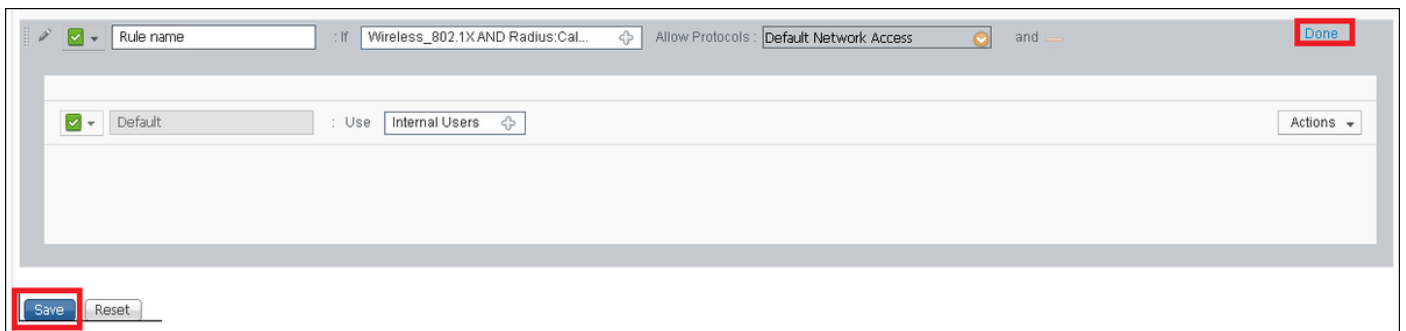 Rule name : If Wireless_802.1X AND Radius:Cal... Allow Protocols : Default Network Access and Done
Default : Use Internal Users Actions
Save Reset